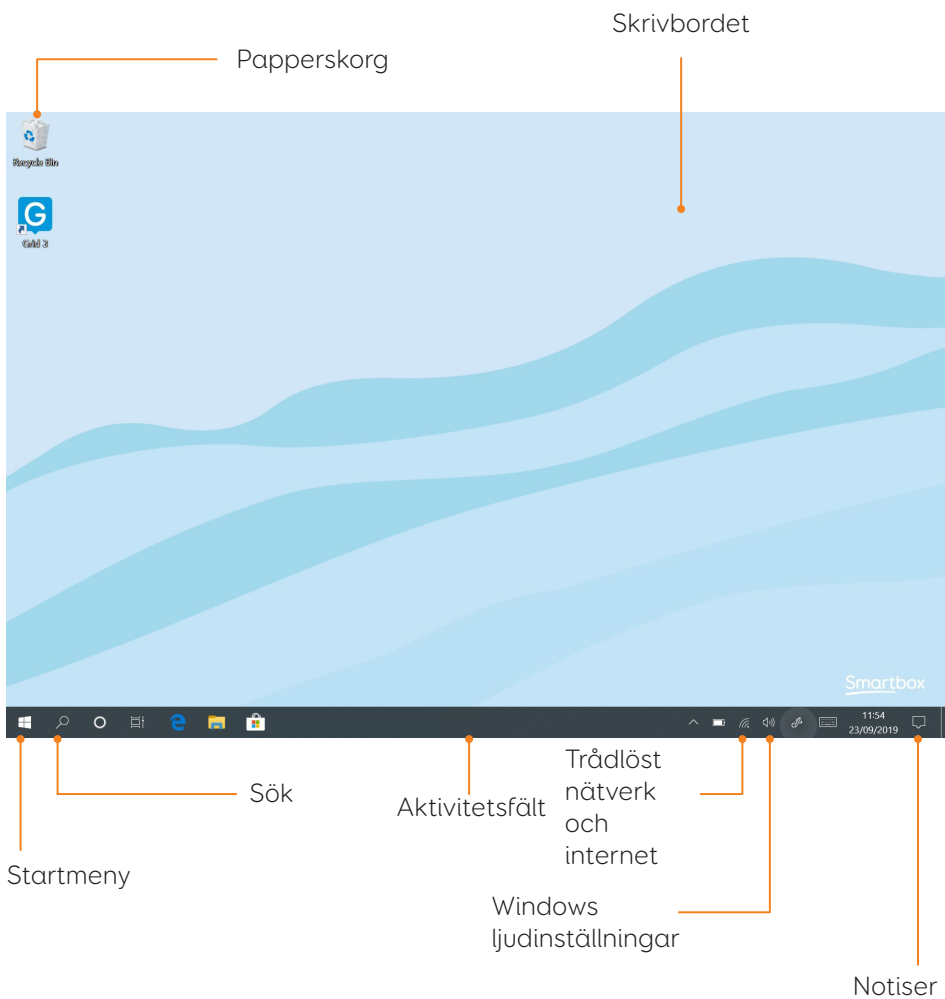 Skrivbordet
Papperskorg
Recycle Bin
G
Grid 3
Smartbox
11:54
23/09/2019
Sök
Aktivitetsfält
Trådlöst
nätverk
och
internet
Startmeny
Windows
ljudinställningar
Notiser